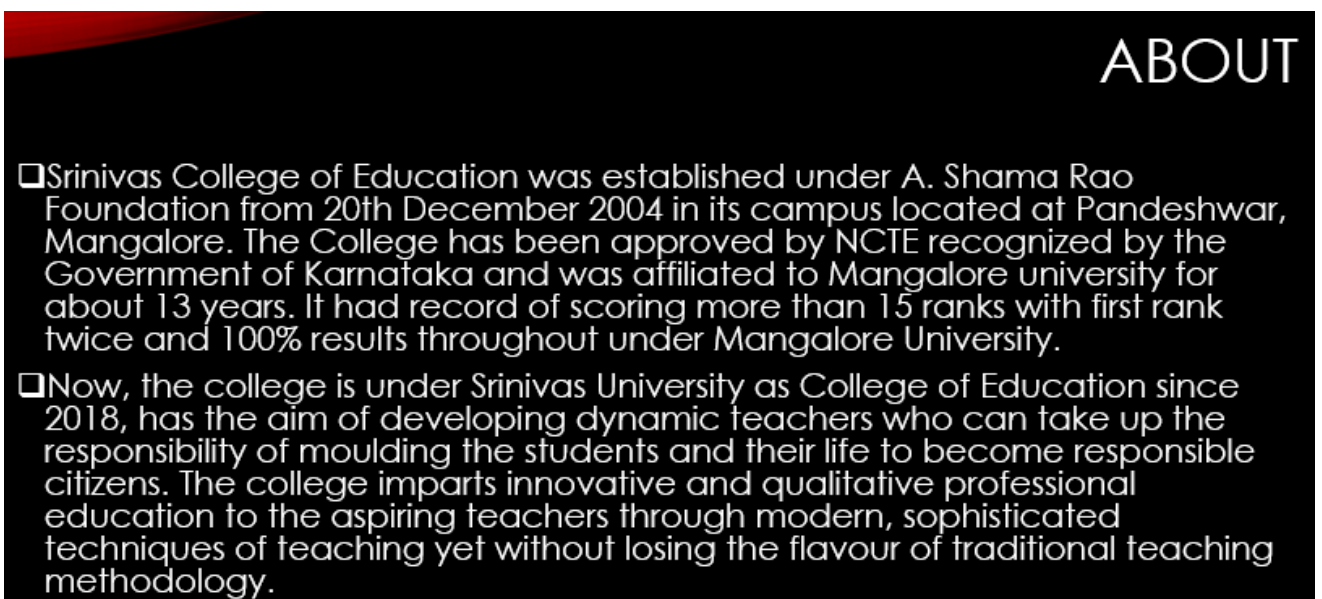 ABOUT
❑Srinivas College of Education was established under A. Shama Rao
Foundation from 20th December 2004 in its campus located at Pandeshwar,
Mangalore. The College has been approved by NCTE recognized by the
Government of Karnataka and was affiliated to Mangalore university for
about 13 years. It had record of scoring more than 15 ranks with first rank
twice and 100% results throughout under Mangalore University.
❑Now, the college is under Srinivas University as College of Education since
2018, has the aim of developing dynamic teachers who can take up the
responsibility of moulding the students and their life to become responsible
citizens. The college imparts innovative and qualitative professional
education to the aspiring teachers through modern, sophisticated
techniques of teaching yet without losing the flavour of traditional teaching
methodology.